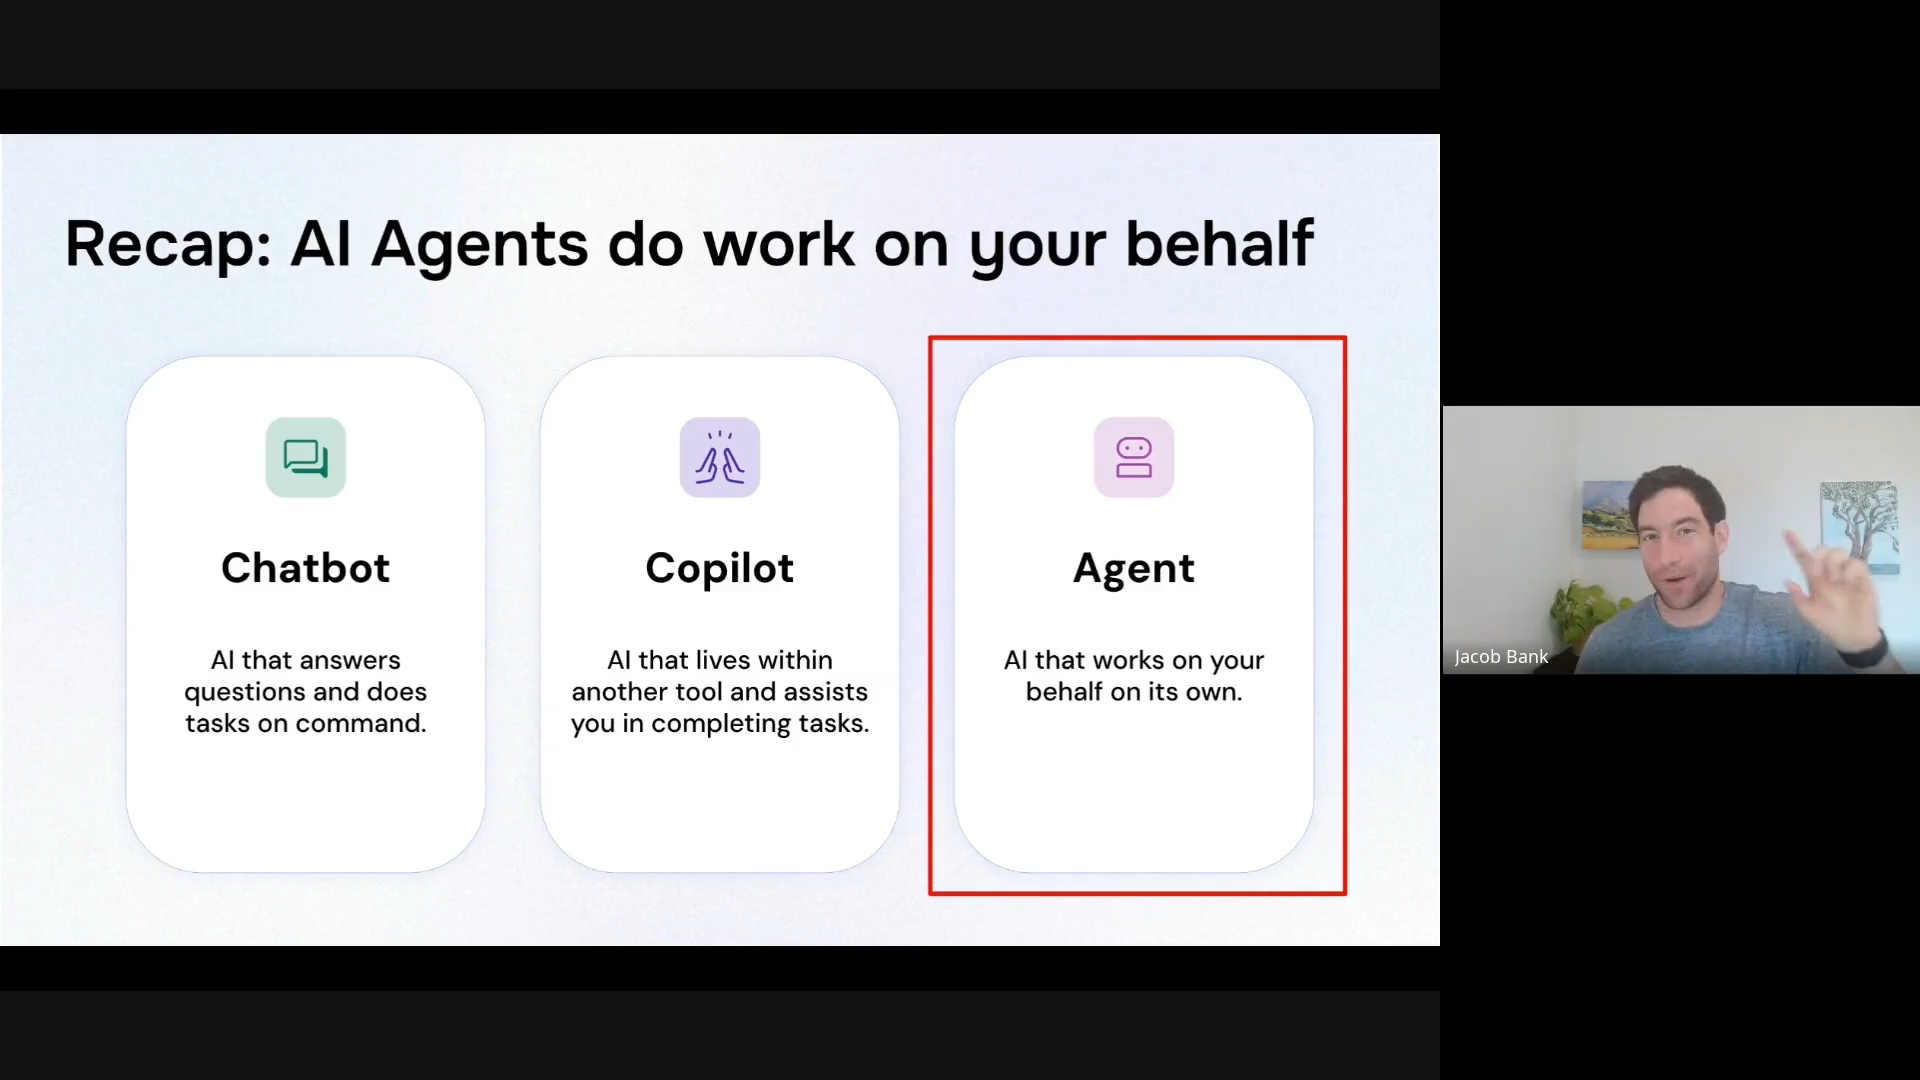 Recap: AI Agents do work on your behalf
Chatbot
AI that answers
questions and does
tasks on command.
Copilot
AI that lives within
another tool and assists
you in completing tasks.
Agent
AI that works on your
behalf on its own.
Jacob Bank